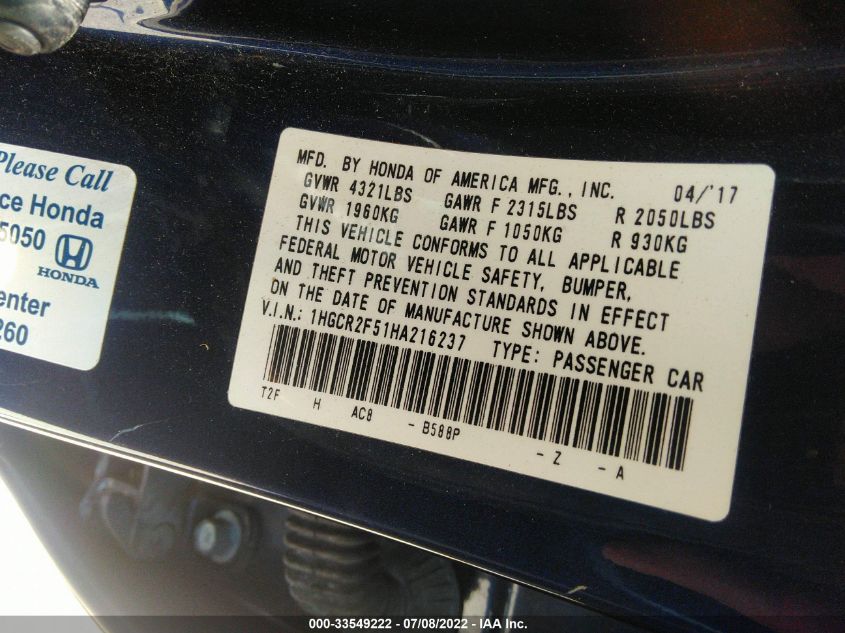 Please Call
ce Honda
5050
HONDA
enter
260
MFD. BY HONDA OF AMERICA MFG., INC. 04/'17
GVWR 4321LBS GAWR F 2315LBS R 2050LBS
GVWR 1960KG GAWR F 1050KG R 930KG
THIS VEHICLE CONFORMS TO ALL APPLICABLE
FEDERAL MOTOR VEHICLE SAFETY, BUMPER,
AND THEFT PREVENTION STANDARDS IN EFFECT
ON THE DATE OF MANUFACTURE SHOWN ABOVE.
V.I.N.: 1HGCR2F51HA216237 TYPE: PASSENGER CAR
T2F H AC8 - B588P - Z - A
000-33549222 - 07/08/2022 - IAA Inc.